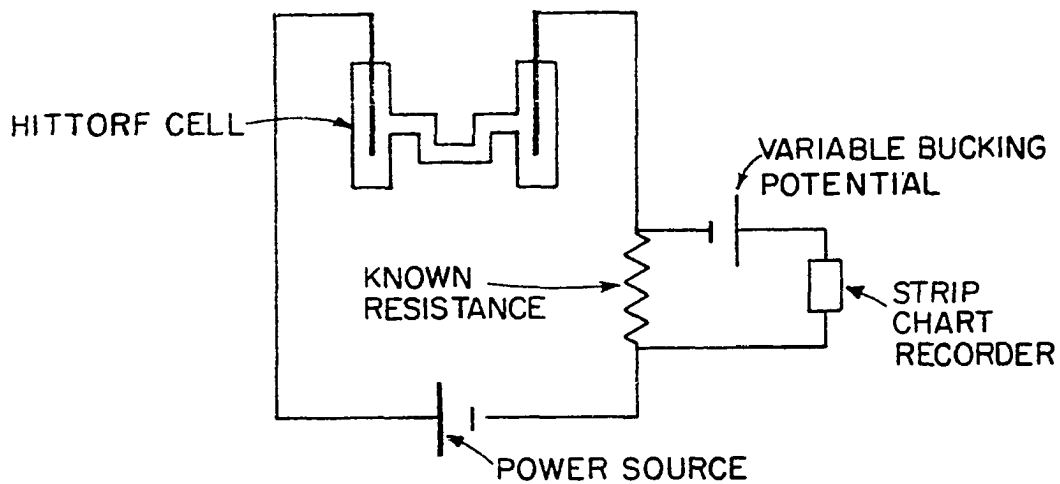 HITTORF CELL
VARIABLE BUCKING
POTENTIAL
KNOWN
RESISTANCE
STRIP
CHART
RECORDER
POWER SOURCE